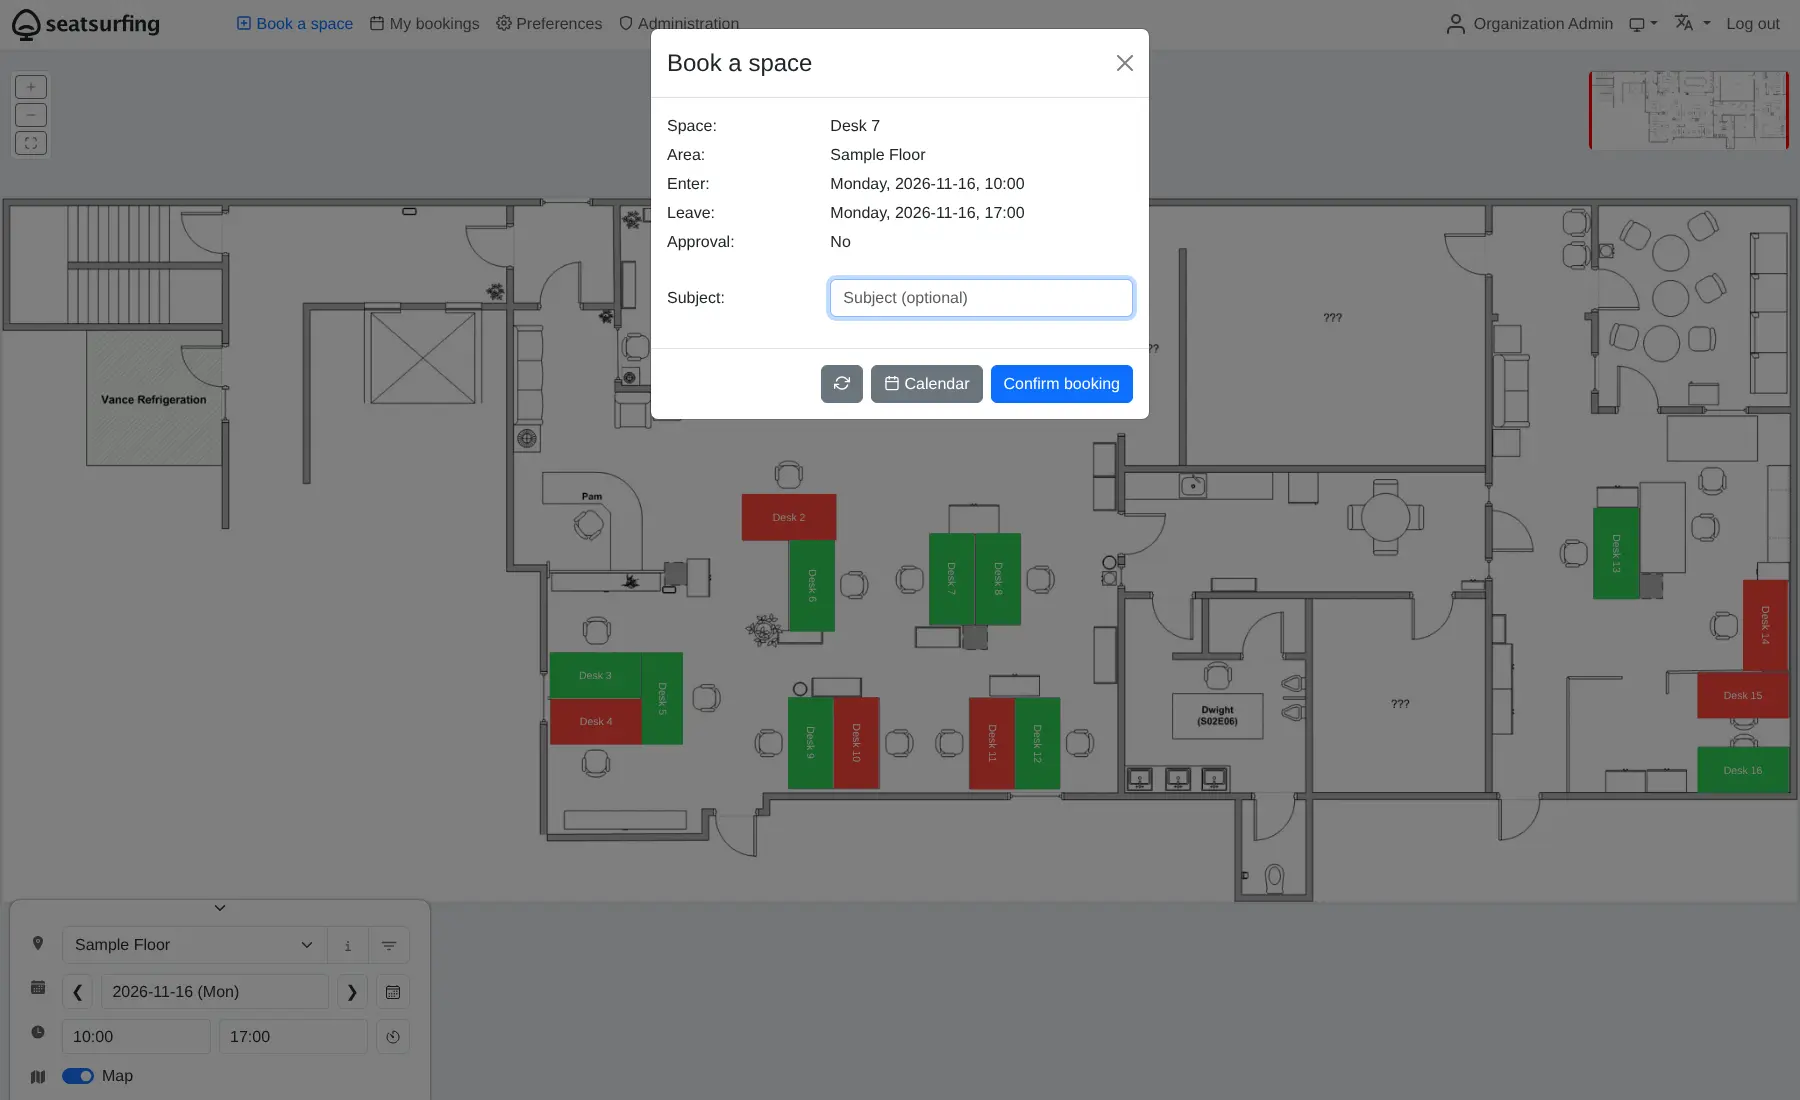 seatsurfing
Book a space
My bookings
Preferences
Administration
Organization Admin
Log out
Book a space
Space: Desk 7
Area: Sample Floor
Enter: Monday, 2026-11-16, 10:00
Leave: Monday, 2026-11-16, 17:00
Approval: No
Subject: Subject (optional)
Calendar
Confirm booking
???
??
Vance Refrigeration
Pam
Desk 2
Desk 6
Desk 7
Desk 8
Desk 13
Desk 14
Desk 3
Desk 5
Desk 4
Desk 15
Desk 9
Desk 10
Desk 11
Desk 12
Dwight
(S02E06)
???
Desk 16
Sample Floor
2026-11-16 (Mon)
10:00
17:00
Map